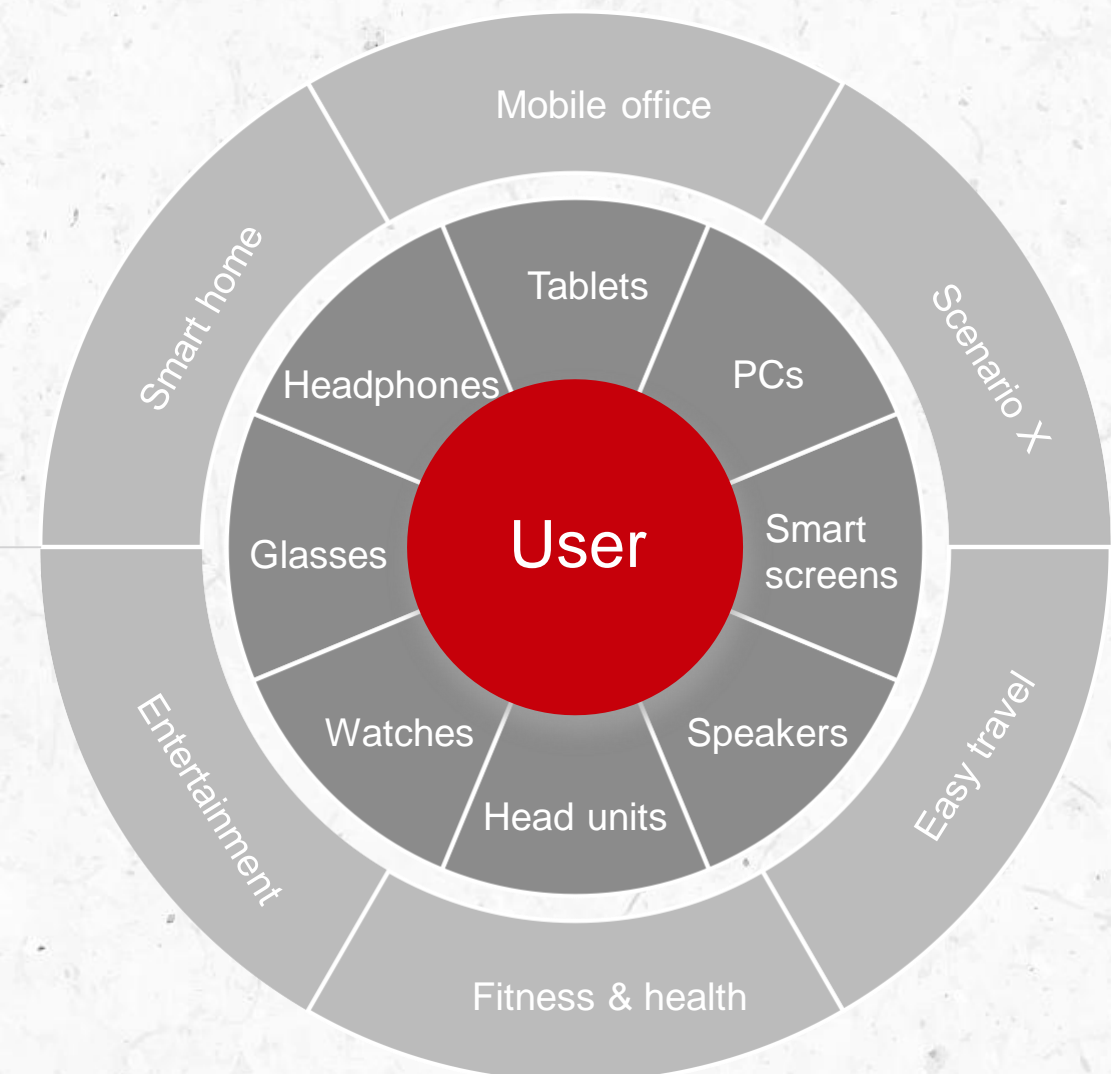 Mobile office
Smart home
Scenario X
Tablets
Headphones
PCs
User
Glasses
Smart
screens
Watches
Speakers
Head units
Entertainment
Easy travel
Fitness & health